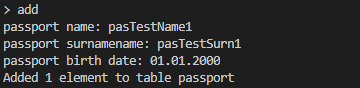 > add
passport name: pasTestName1
passport surnamename: pasTestSurn1
passport birth date: 01.01.2000
Added 1 element to table passport